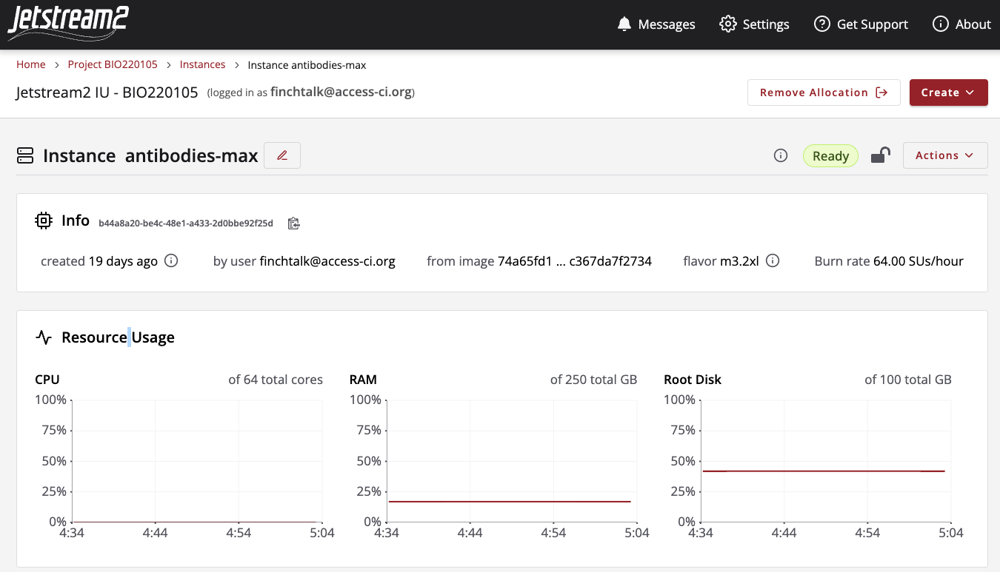 Jetstream2
Messages Settings Get Support About
Home > Project BIO220105 > Instances > Instance antibodies-max
Jetstream2 IU - BIO220105 (logged in as finchtalk@access-ci.org)
Remove Allocation Create
Instance antibodies-max
Ready Actions
Info b44a8a20-be4c-48e1-a433-2d0bbe92f25d
created 19 days ago by user finchtalk@access-ci.org from image 74a65fd1 ... c367da7f2734 flavor m3.2xl Burn rate 64.00 SUs/hour
Resource Usage
CPU of 64 total cores
100%
75%
50%
25%
0%
4:34 4:44 4:54 5:04
RAM of 250 total GB
100%
75%
50%
25%
0%
4:34 4:44 4:54 5:04
Root Disk of 100 total GB
100%
75%
50%
25%
0%
4:34 4:44 4:54 5:04